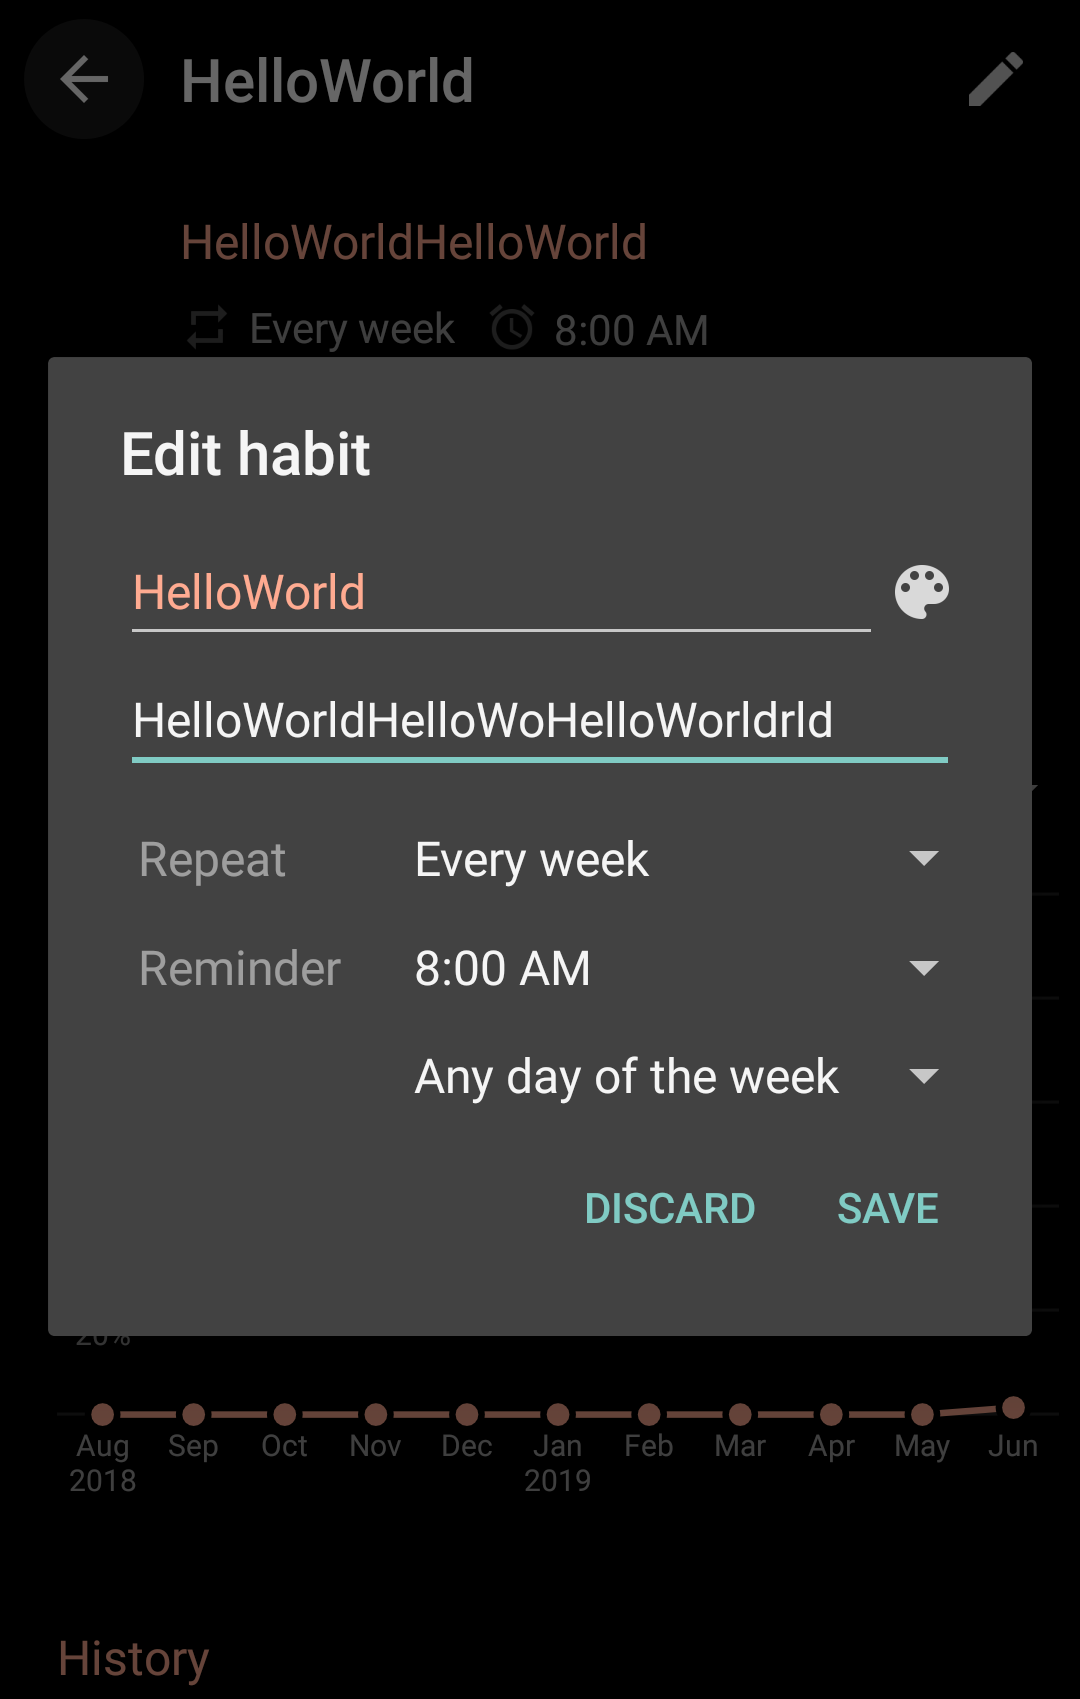 HelloWorld
HelloWorldHelloWorld
Every week 8:00 AM
Edit habit
HelloWorld
HelloWorldHelloWoHelloWorldrld
Repeat Every week
Reminder 8:00 AM
Any day of the week
DISCARD SAVE
20%
Aug Sep Oct Nov Dec Jan Feb Mar Apr May Jun
2018 2019
History